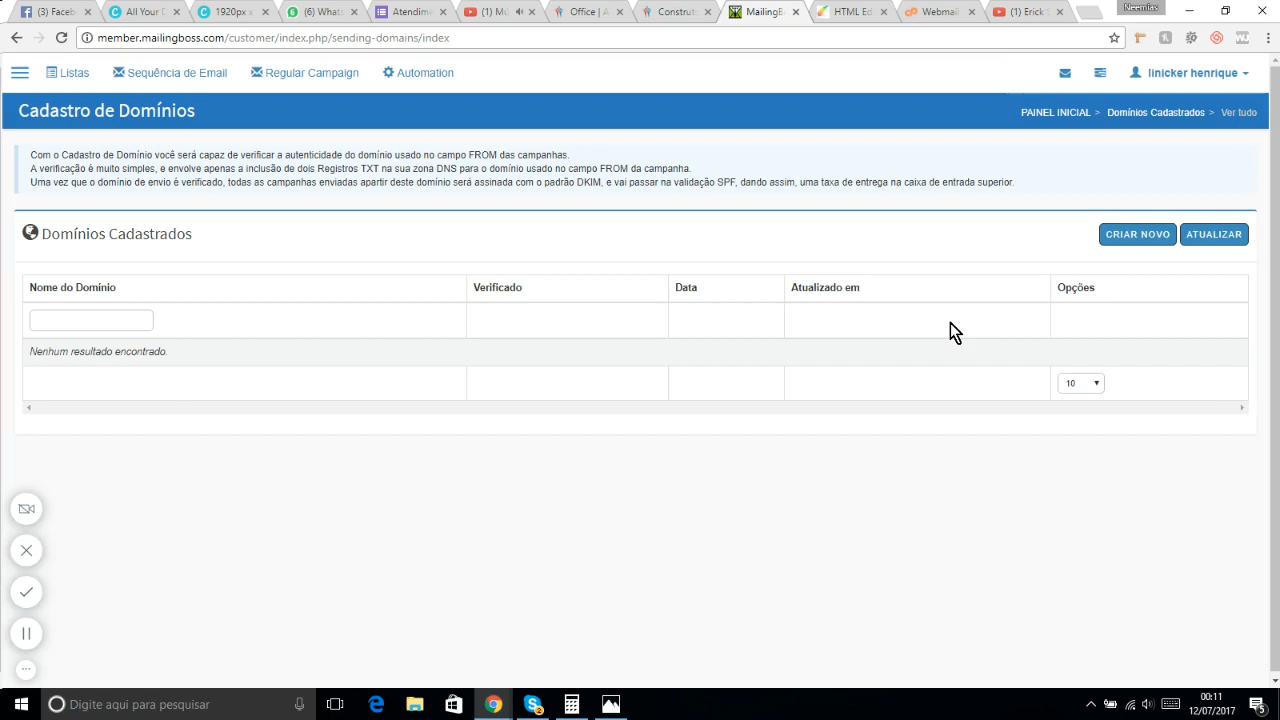 (3) Faceb
All Your D
1920px
(6) Whats
Atendime
(1) Mú
Office | A
Construto
MailingBo
HTML Ed
Webmail
(1) Erick
Neemias
member.mailingboss.com/customer/index.php/sending-domains/index
Listas
Sequência de Email
Regular Campaign
Automation
linicker henrique
Cadastro de Domínios
PAINEL INICIAL > Domínios Cadastrados > Ver tudo
Com o Cadastro de Domínio você será capaz de verificar a autenticidade do domínio usado no campo FROM das campanhas.
A verificação é muito simples, e envolve apenas a inclusão de dois Registros TXT na sua zona DNS para o domínio usado no campo FROM da campanha.
Uma vez que o domínio de envio é verificado, todas as campanhas enviadas apartir deste domínio será assinada com o padrão DKIM, e vai passar na validação SPF, dando assim, uma taxa de entrega na caixa de entrada superior.
Domínios Cadastrados
CRIAR NOVO
ATUALIZAR
Nome do Domínio
Verificado
Data
Atualizado em
Opções
Nenhum resultado encontrado.
10
Digite aqui para pesquisar
00:11
12/07/2017
5